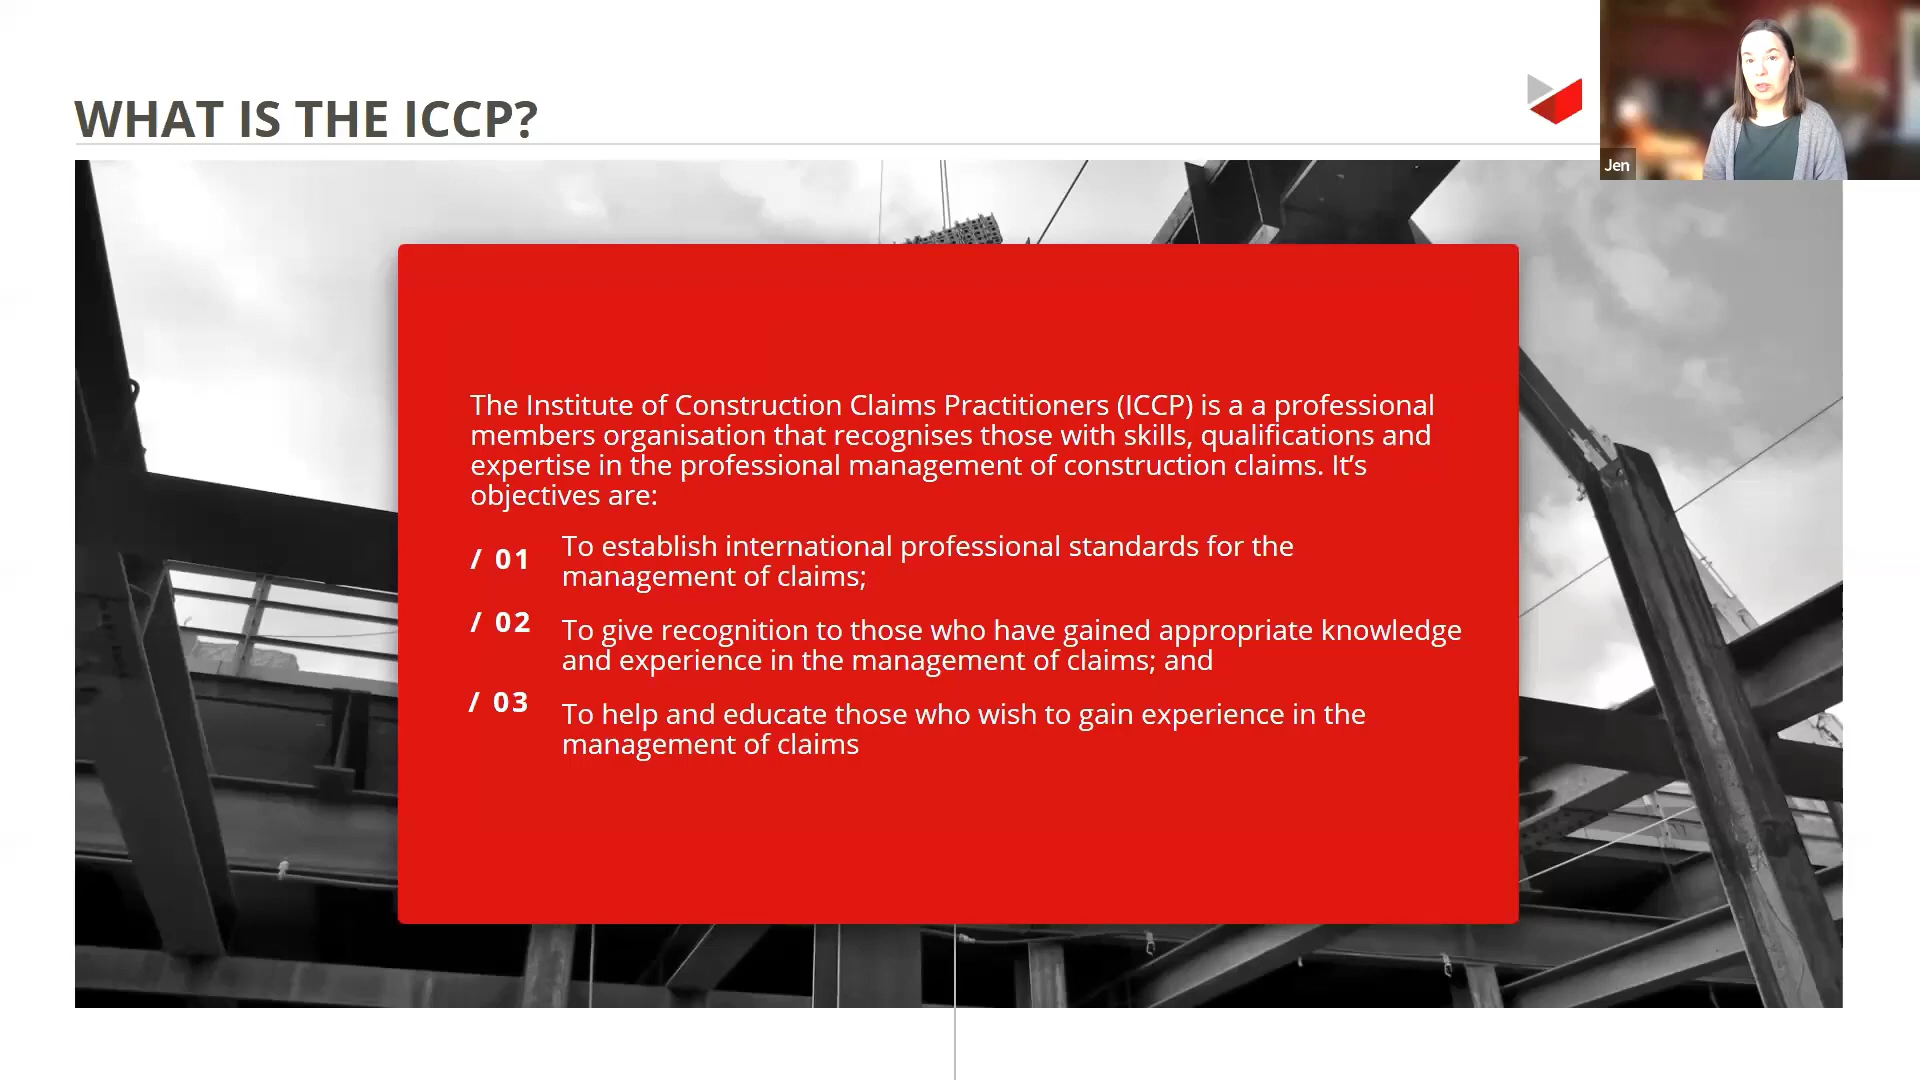 WHAT IS THE ICCP?
Jen
The Institute of Construction Claims Practitioners (ICCP) is a a professional
members organisation that recognises those with skills, qualifications and
expertise in the professional management of construction claims. It’s
objectives are:
/ 01
To establish international professional standards for the
management of claims;
/ 02
To give recognition to those who have gained appropriate knowledge
and experience in the management of claims; and
/ 03
To help and educate those who wish to gain experience in the
management of claims